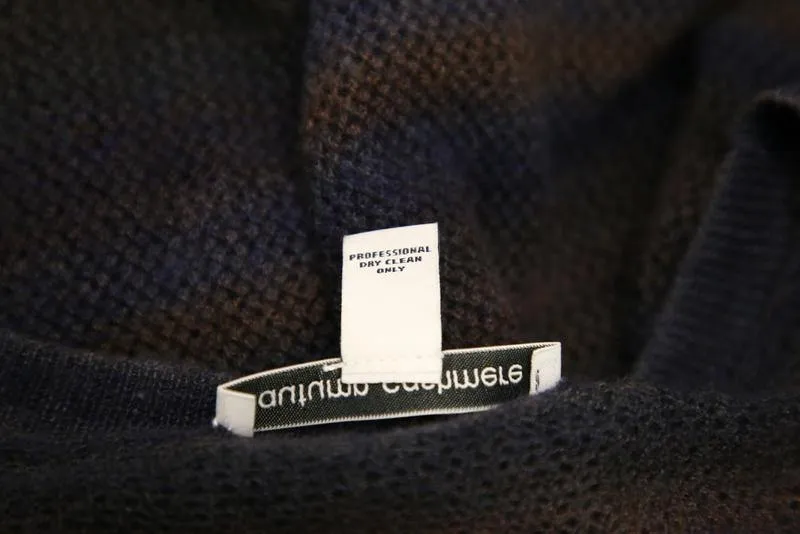 PROFESSIONAL
DRY CLEAN
ONLY
autumn cashmere